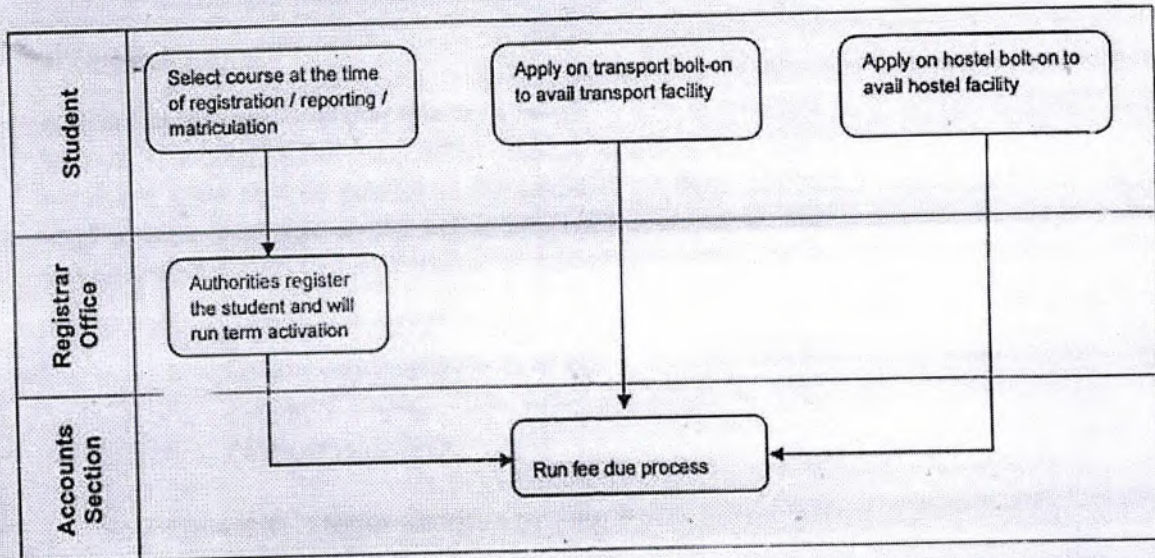 Student
Select course at the time
of registration / reporting /
matriculation
Apply on transport bolt-on
to avail transport facility
Apply on hostel bolt-on to
avail hostel facility
Registrar
Office
Authorities register
the student and will
run term activation
Accounts
Section
Run fee due process